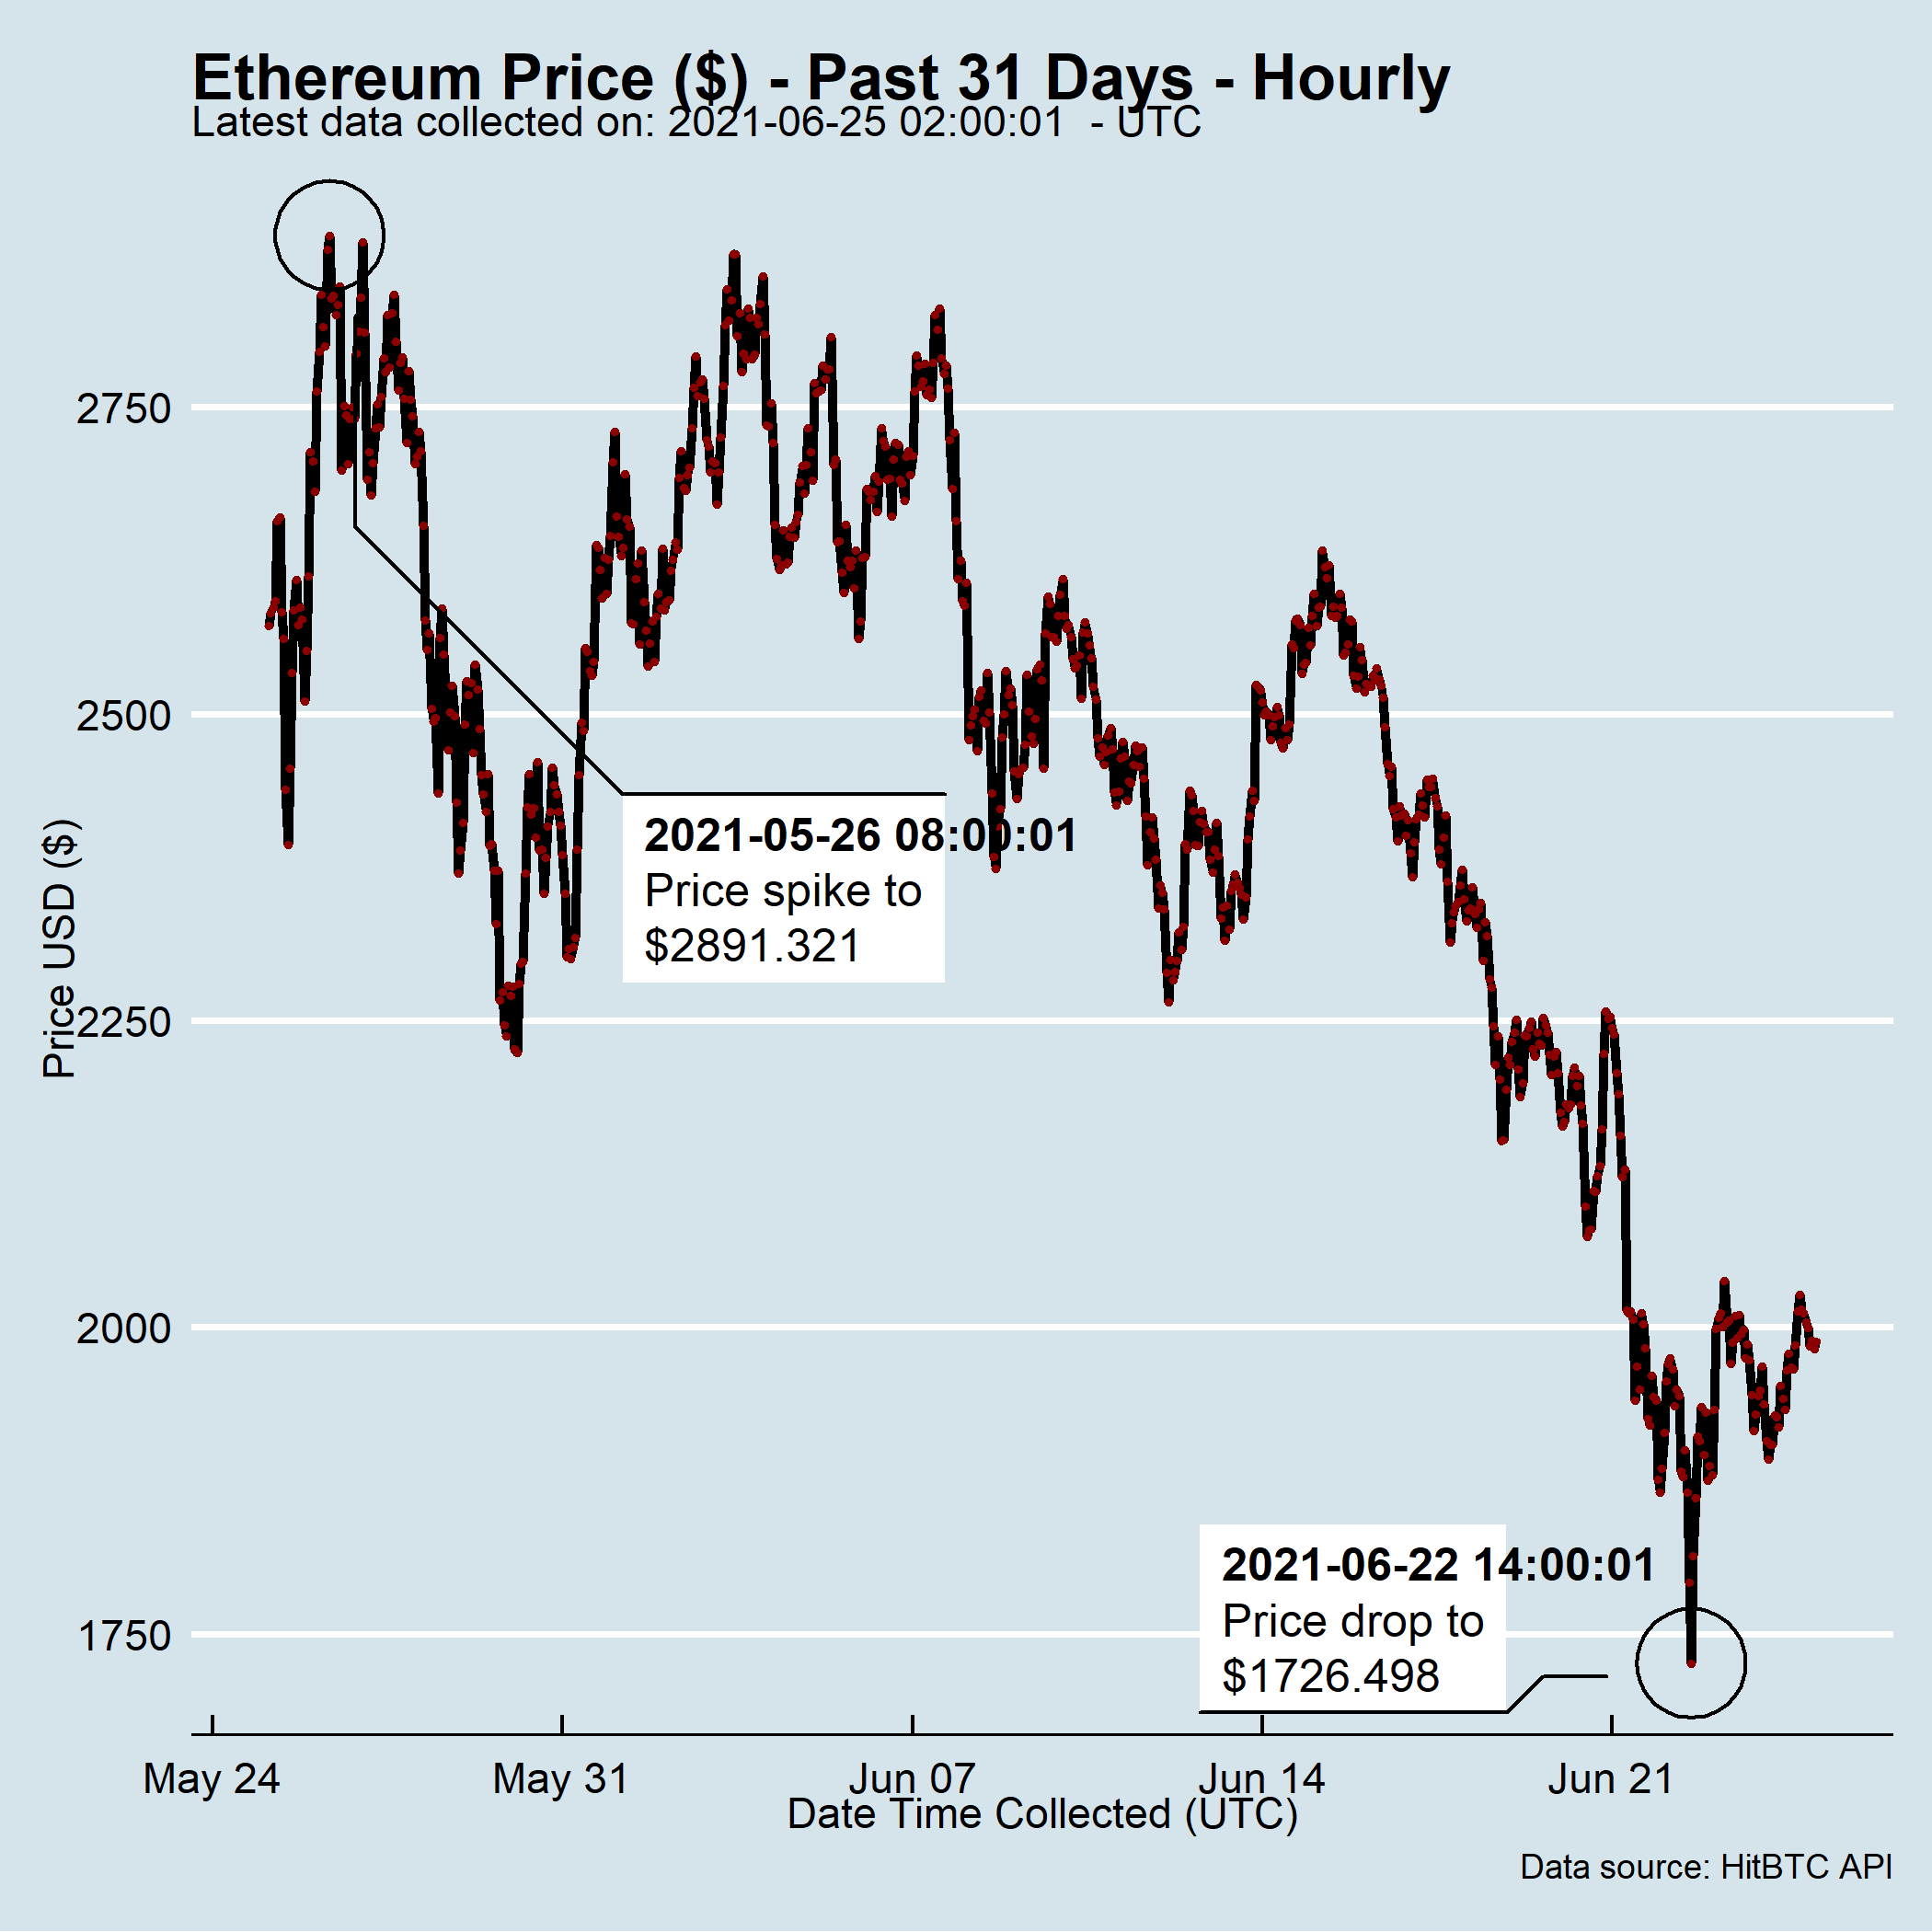 Ethereum Price ($) - Past 31 Days - Hourly
Latest data collected on: 2021-06-25 02:00:01  - UTC
2750
2500
2250
2000
1750
Price USD ($)
2021-05-26 08:00:01
Price spike to
$2891.321
2021-06-22 14:00:01
Price drop to
$1726.498
May 24
May 31
Jun 07
Jun 14
Jun 21
Date Time Collected (UTC)
Data source: HitBTC API